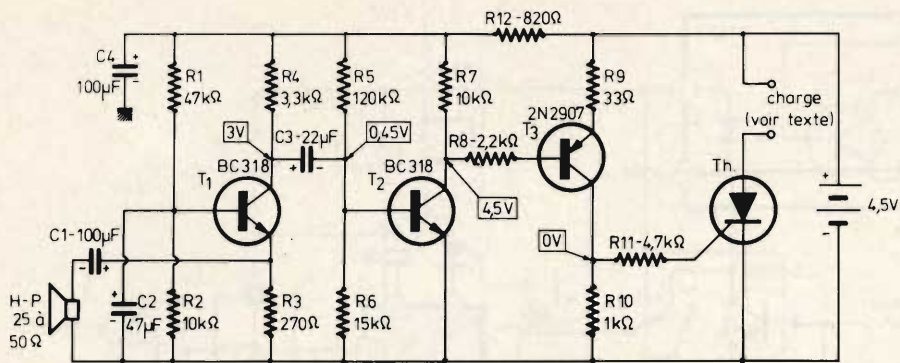 R12-820Ω
C4
+
-
100µF
R1
47kΩ
R4
3,3kΩ
R5
120kΩ
R7
10kΩ
R9
33Ω
charge
(voir texte)
3V
C3-22µF
+ -
0,45V
2N2907
T3
R8-2,2kΩ
BC318
T1
BC318
T2
Th.
+
-
4,5V
4,5V
0V
R11-4,7kΩ
C1-100µF
- +
H-P
25 à
50Ω
+
-
C2
47µF
R2
10kΩ
R3
270Ω
R6
15kΩ
R10
1kΩ